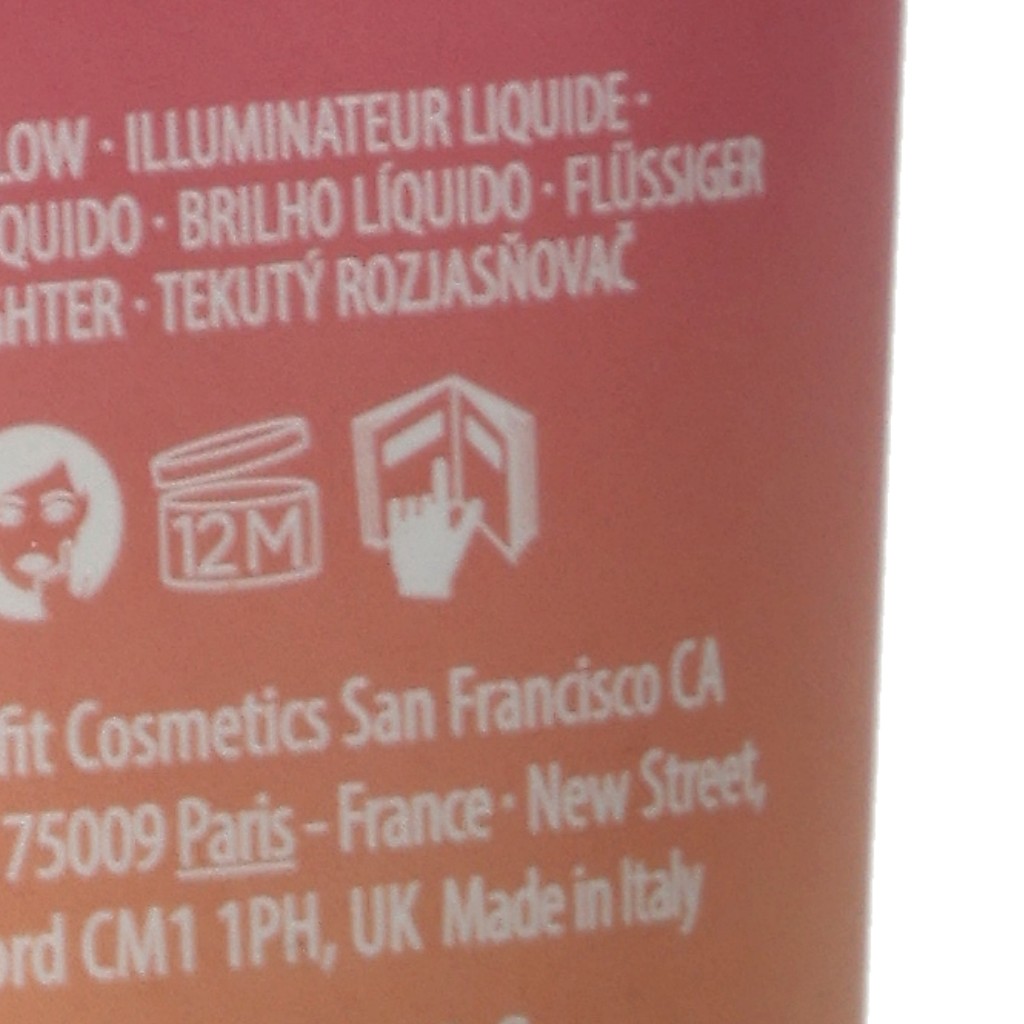 LOW · ILLUMINATEUR LIQUIDE ·
QUIDO · BRILHO LÍQUIDO · FLÜSSIGER
GHTER · TEKUTÝ ROZJASŇOVAČ
12M
fit Cosmetics San Francisco CA
75009 Paris - France · New Street,
ord CM1 1PH, UK Made in Italy